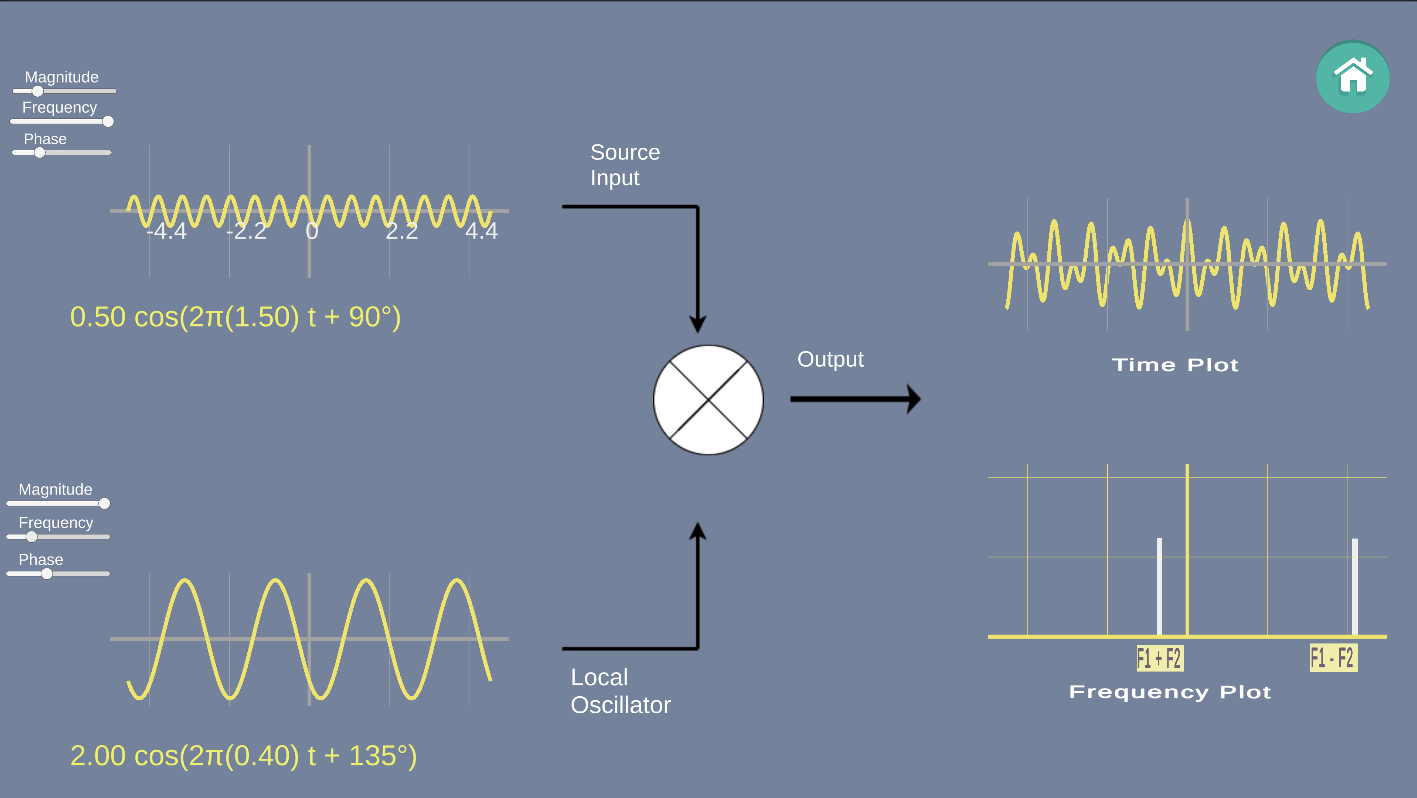 Magnitude
Frequency
Phase
-4.4 -2.2 0 2.2 4.4
0.50 cos(2π(1.50) t + 90°)
Source
Input
Output
Time Plot
Magnitude
Frequency
Phase
2.00 cos(2π(0.40) t + 135°)
Local
Oscillator
F1 + F2 F1 - F2
Frequency Plot